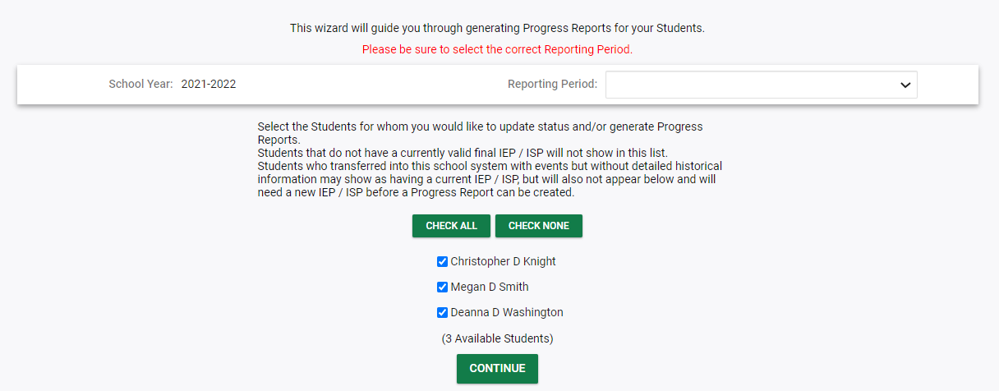 This wizard will guide you through generating Progress Reports for your Students.
Please be sure to select the correct Reporting Period.
School Year: 2021-2022 Reporting Period:
Select the Students for whom you would like to update status and/or generate Progress
Reports.
Students that do not have a currently valid final IEP / ISP will not show in this list.
Students who transferred into this school system with events but without detailed historical
information may show as having a current IEP / ISP, but will also not appear below and will
need a new IEP / ISP before a Progress Report can be created.
CHECK ALL CHECK NONE
Christopher D Knight
Megan D Smith
Deanna D Washington
(3 Available Students)
CONTINUE